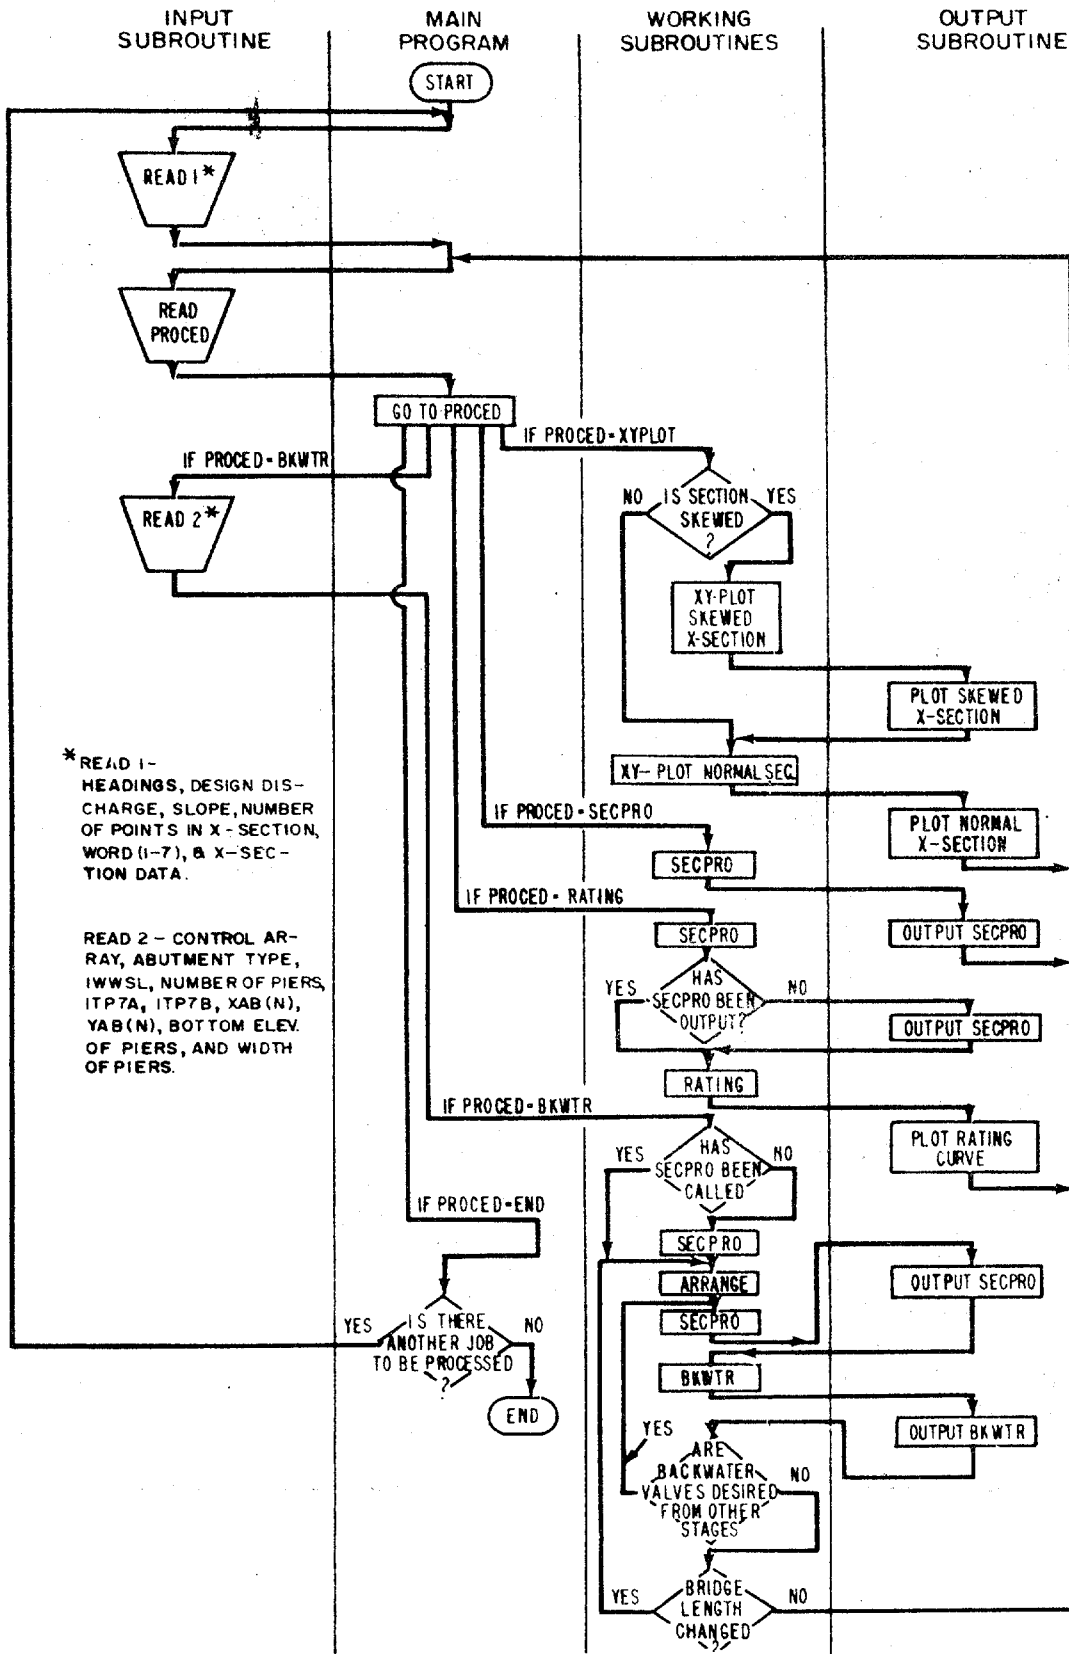 INPUT
SUBROUTINE
MAIN
PROGRAM
WORKING
SUBROUTINES
OUTPUT
SUBROUTINE
START
READ 1*
READ
PROCED
GO TO PROCED
IF PROCED=XYPLOT
IF PROCED=BKWTR
READ 2*
NO
IS SECTION
SKEWED
?
YES
XY-PLOT
SKEWED
X-SECTION
PLOT SKEWED
X-SECTION
XY-PLOT NORMAL SEC.
PLOT NORMAL
X-SECTION
*READ 1-
HEADINGS, DESIGN DIS-
CHARGE, SLOPE, NUMBER
OF POINTS IN X-SECTION,
WORD (1-7), & X-SEC-
TION DATA.
READ 2 - CONTROL AR-
RAY, ABUTMENT TYPE,
IWWSL, NUMBER OF PIERS,
ITP7A, ITP7B, XAB(N),
YAB(N), BOTTOM ELEV.
OF PIERS, AND WIDTH
OF PIERS.
IF PROCED=SECPRO
SECPRO
OUTPUT SECPRO
IF PROCED=RATING
SECPRO
YES
HAS
SECPRO BEEN
OUTPUT?
NO
OUTPUT SECPRO
RATING
PLOT RATING
CURVE
IF PROCED=BKWTR
YES
HAS
SECPRO BEEN
CALLED
NO
SECPRO
ARRANGE
SECPRO
OUTPUT SECPRO
BKWTR
OUTPUT BKWTR
IF PROCED=END
YES
IS THERE
ANOTHER JOB
TO BE PROCESSED
?
NO
END
YES
ARE
BACKWATER
VALVES DESIRED
FROM OTHER
STAGES
NO
YES
BRIDGE
LENGTH
CHANGED
?
NO